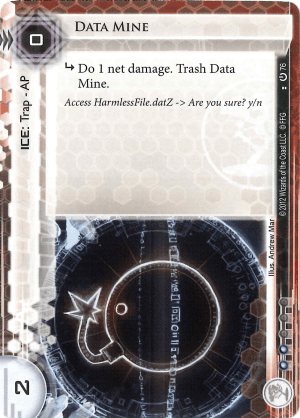 0
DATA MINE
Do 1 net damage. Trash Data
Mine.
Access HarmlessFile.datZ -> Are you sure? y/n
ICE: Trap - AP
2
Illus. Andrew Mar
© 2012 Wizards of the Coast LLC. © FFG
76